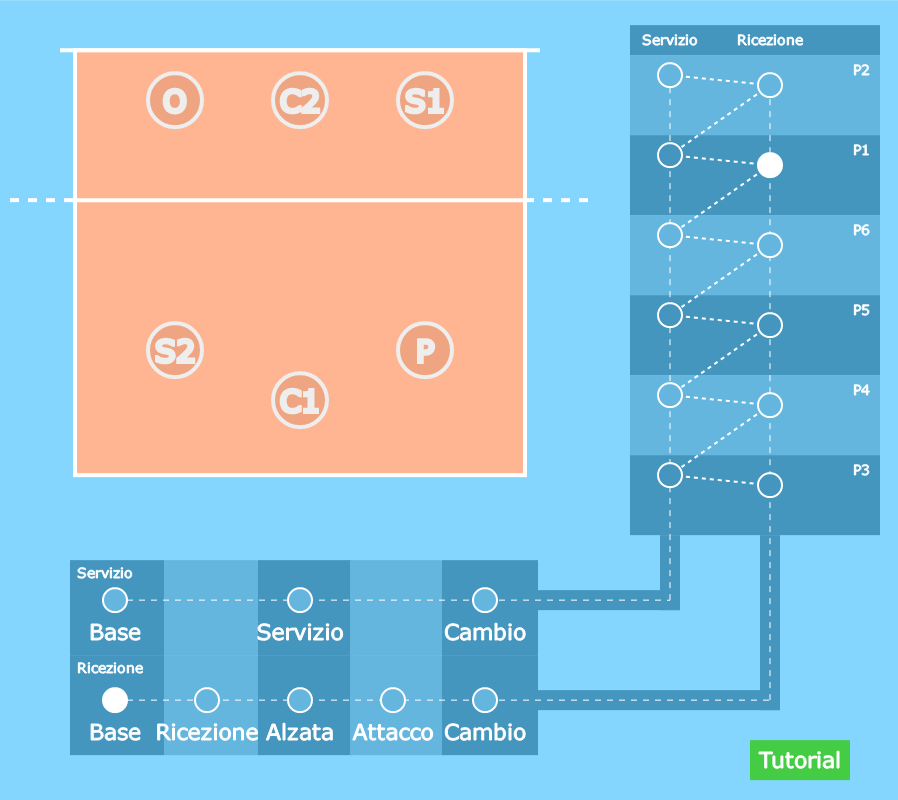 Servizio Ricezione
P2
O C2 S1
P1
P6
P5
S2 P
C1
P4
P3
Servizio
Base Servizio Cambio
Ricezione
Base Ricezione Alzata Attacco Cambio
Tutorial